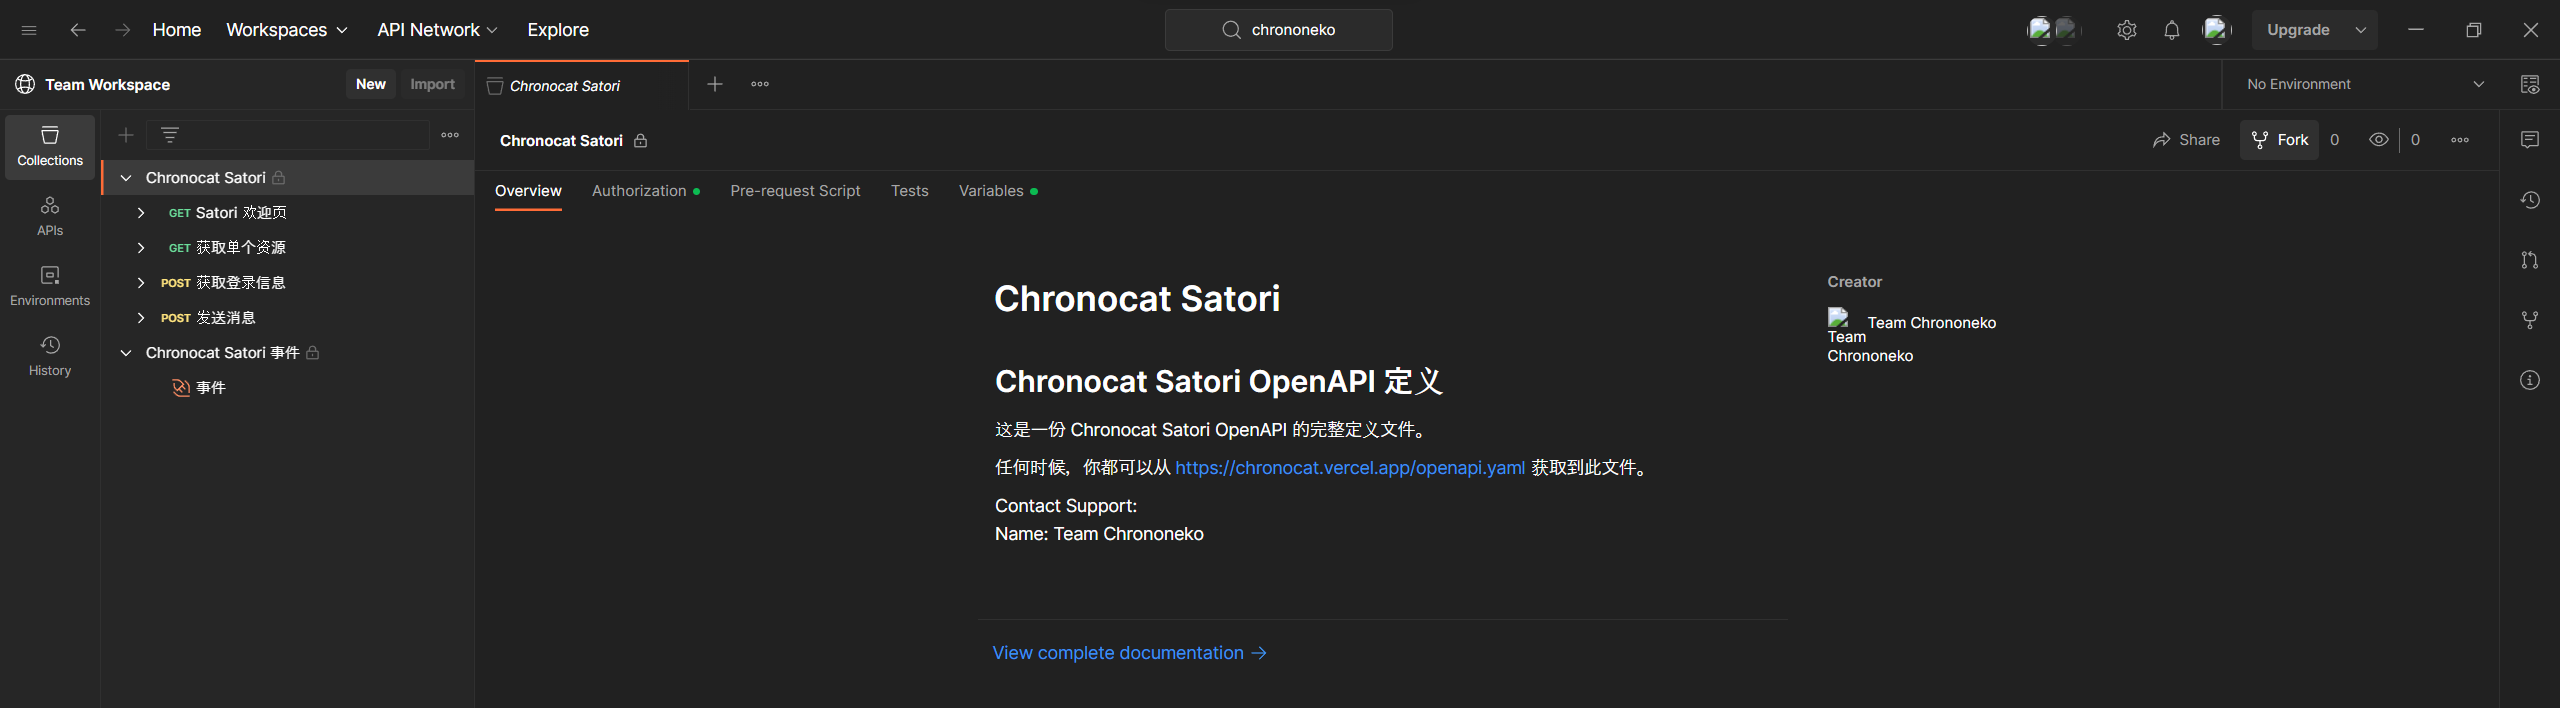 Home Workspaces API Network Explore chrononeko Upgrade
Team Workspace New Import Chronocat Satori No Environment
Collections
APIs
Environments
History
Chronocat Satori
GET Satori 欢迎页
GET 获取单个资源
POST 获取登录信息
POST 发送消息
Chronocat Satori 事件
事件
Chronocat Satori Share Fork 0 0
Overview Authorization Pre-request Script Tests Variables
Chronocat Satori
Chronocat Satori OpenAPI 定义
这是一份 Chronocat Satori OpenAPI 的完整定义文件。
任何时候，你都可以从 https://chronocat.vercel.app/openapi.yaml 获取到此文件。
Contact Support:
Name: Team Chrononeko
View complete documentation →
Creator
Team Chrononeko
Team
Chrononeko